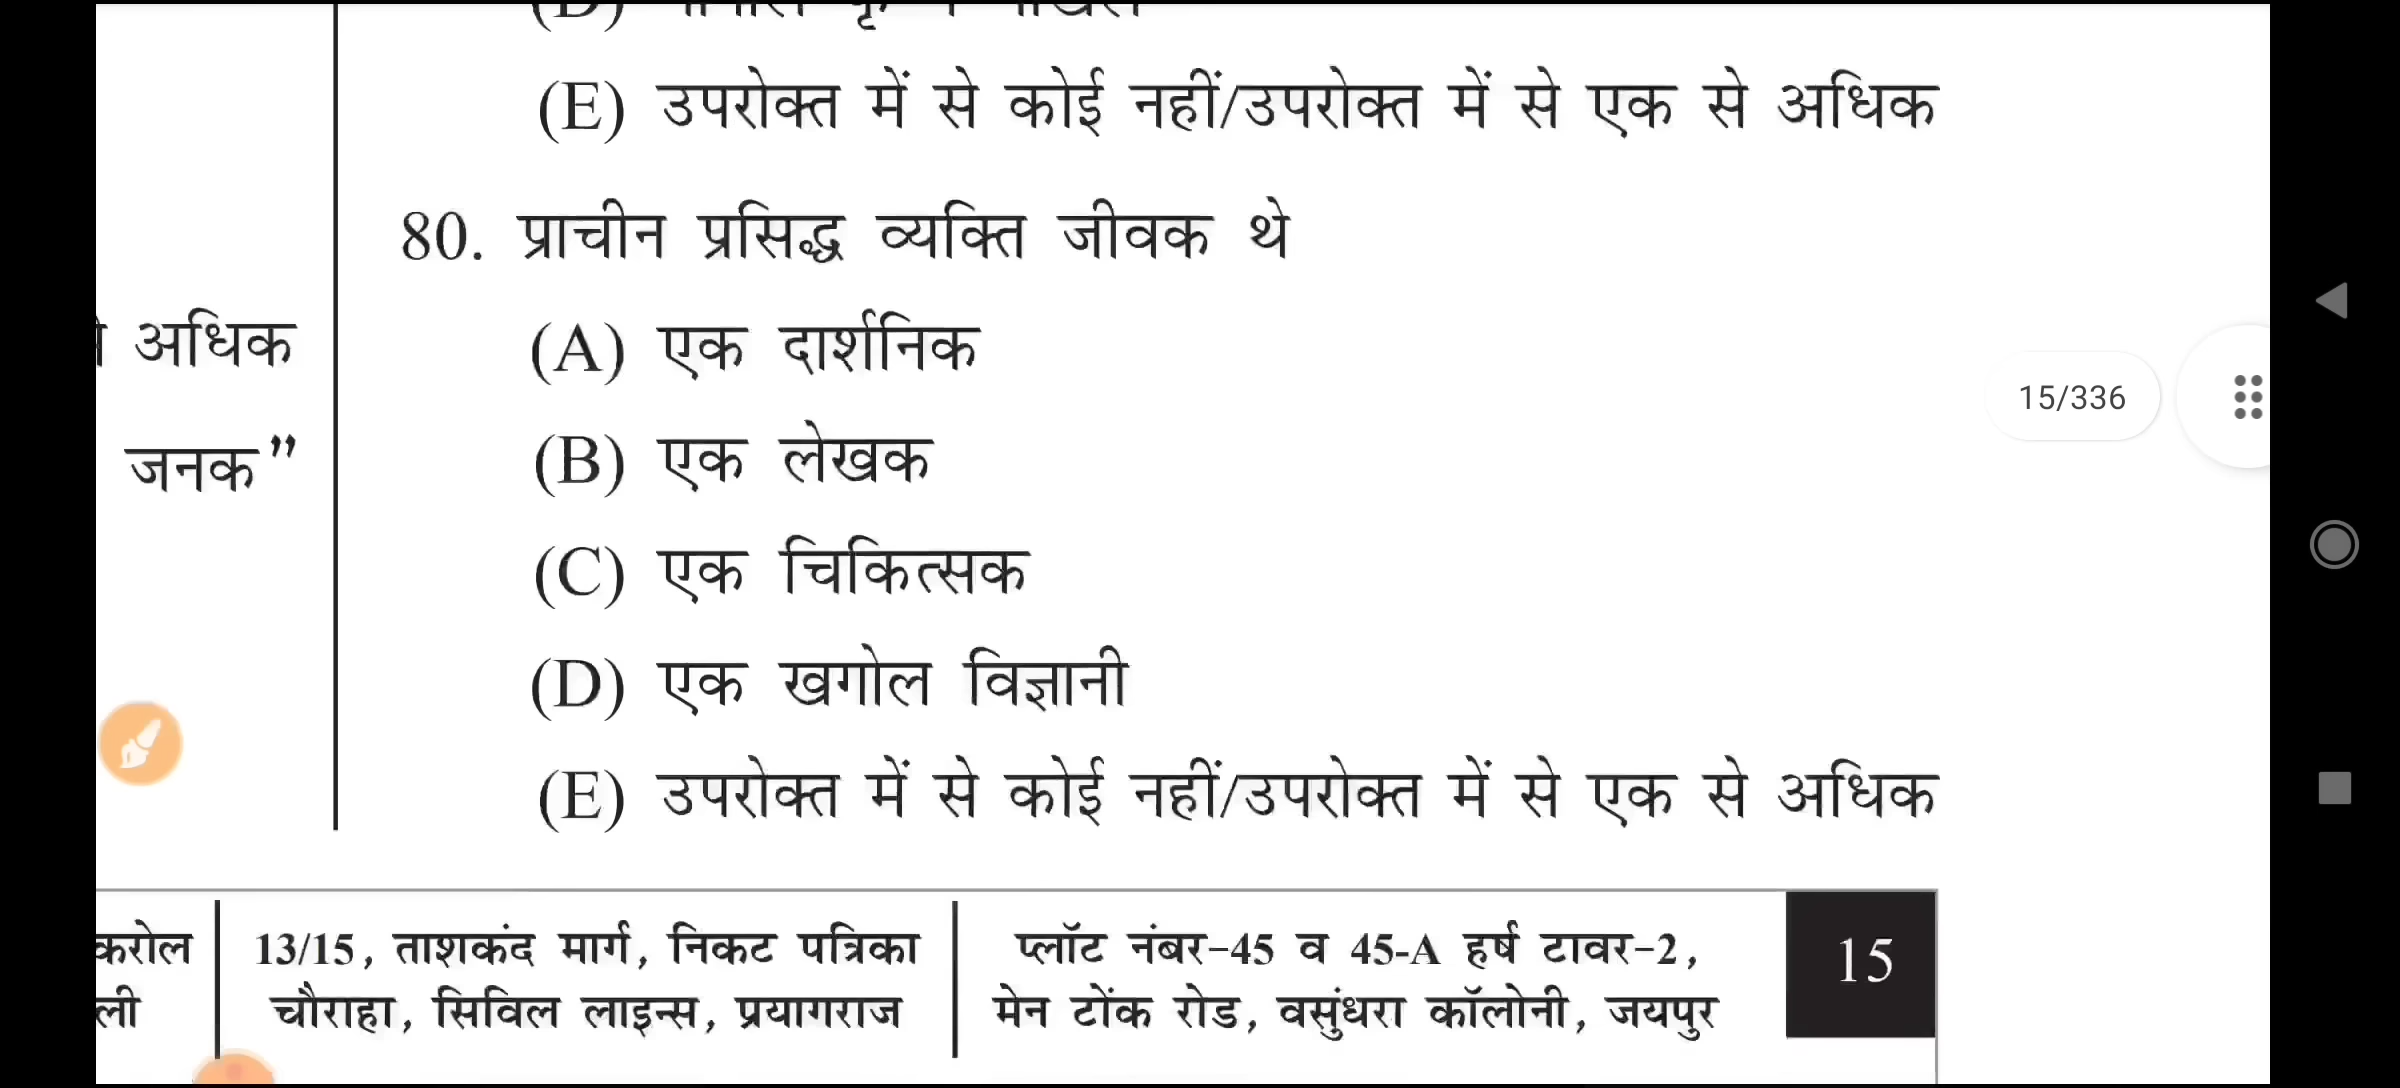 (E) उपरोक्त में से कोई नहीं/उपरोक्त में से एक से अधिक
80. प्राचीन प्रसिद्ध व्यक्ति जीवक थे
(A) एक दार्शनिक
(B) एक लेखक
(C) एक चिकित्सक
(D) एक खगोल विज्ञानी
(E) उपरोक्त में से कोई नहीं/उपरोक्त में से एक से अधिक
अधिक
जनक”
15/336
करोल
13/15, ताशकंद मार्ग, निकट पत्रिका
चौराहा, सिविल लाइन्स, प्रयागराज
प्लॉट नंबर-45 व 45-A हर्ष टावर-2,
मेन टोंक रोड, वसुंधरा कॉलोनी, जयपुर
15